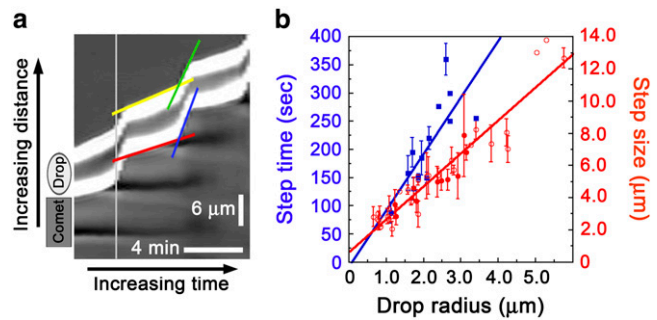 a
Increasing distance
Drop
Comet
6 μm
4 min
Increasing time
b
Step time (sec)
400
350
300
250
200
150
100
50
0
0.0
1.0
2.0
3.0
4.0
5.0
Drop radius (μm)
14.0
12.0
10.0
8.0
6.0
4.0
2.0
0
Step size (μm)